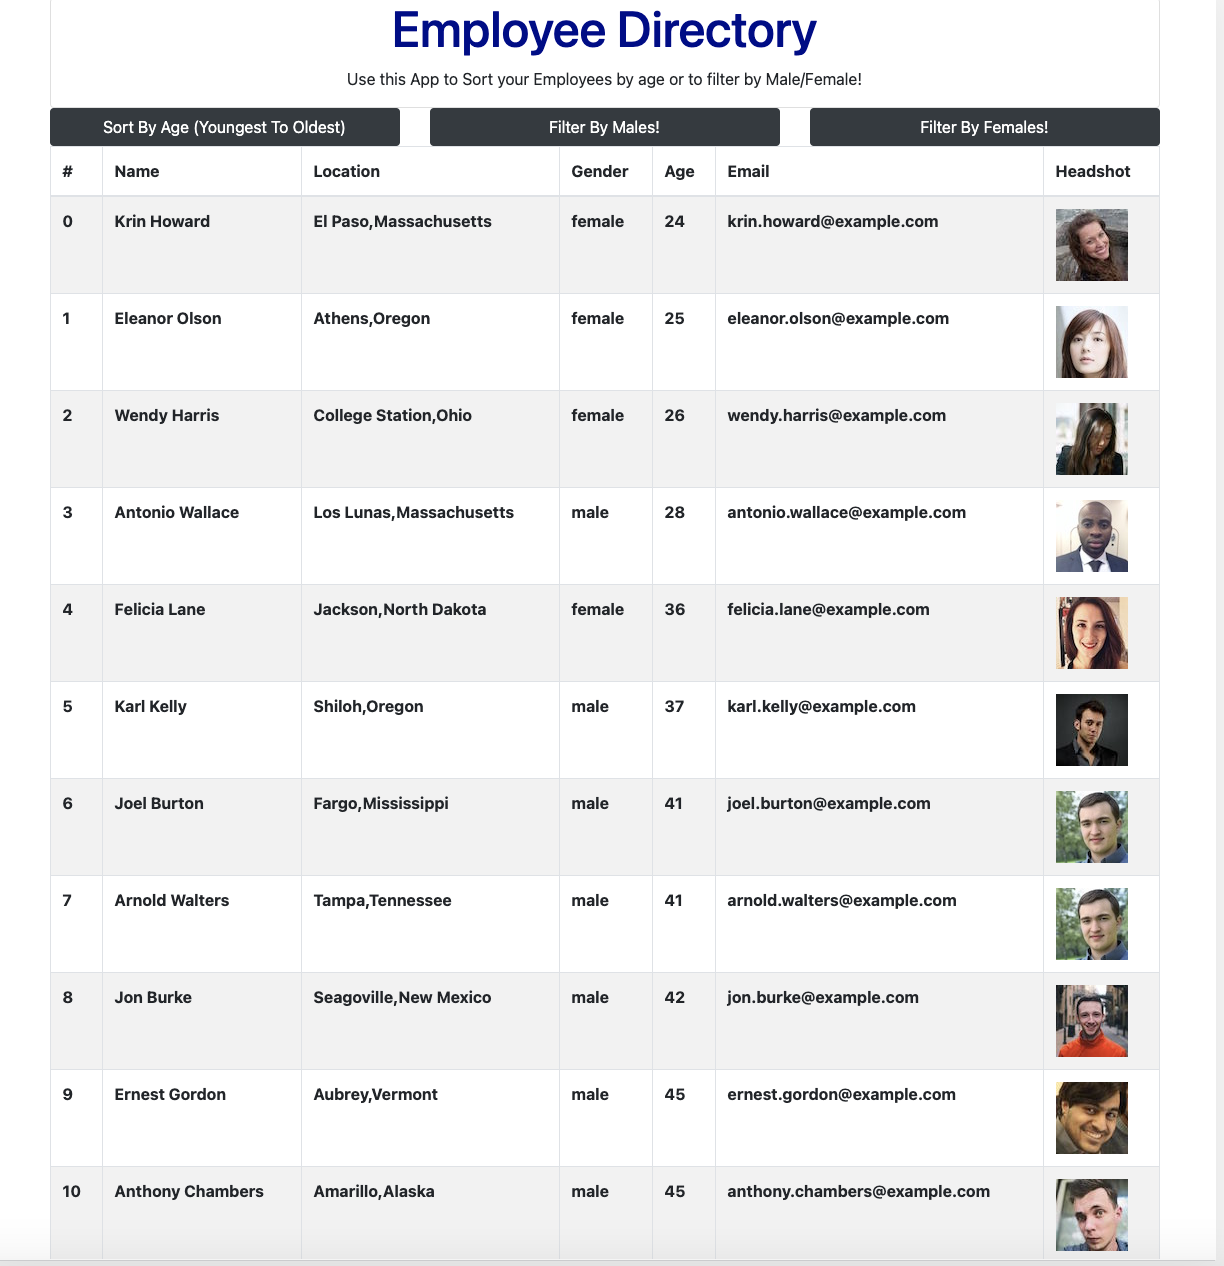 Employee Directory
Use this App to Sort your Employees by age or to filter by Male/Female!
Sort By Age (Youngest To Oldest) Filter By Males! Filter By Females!
# Name Location Gender Age Email Headshot
0 Krin Howard El Paso,Massachusetts female 24 krin.howard@example.com
1 Eleanor Olson Athens,Oregon female 25 eleanor.olson@example.com
2 Wendy Harris College Station,Ohio female 26 wendy.harris@example.com
3 Antonio Wallace Los Lunas,Massachusetts male 28 antonio.wallace@example.com
4 Felicia Lane Jackson,North Dakota female 36 felicia.lane@example.com
5 Karl Kelly Shiloh,Oregon male 37 karl.kelly@example.com
6 Joel Burton Fargo,Mississippi male 41 joel.burton@example.com
7 Arnold Walters Tampa,Tennessee male 41 arnold.walters@example.com
8 Jon Burke Seagoville,New Mexico male 42 jon.burke@example.com
9 Ernest Gordon Aubrey,Vermont male 45 ernest.gordon@example.com
10 Anthony Chambers Amarillo,Alaska male 45 anthony.chambers@example.com